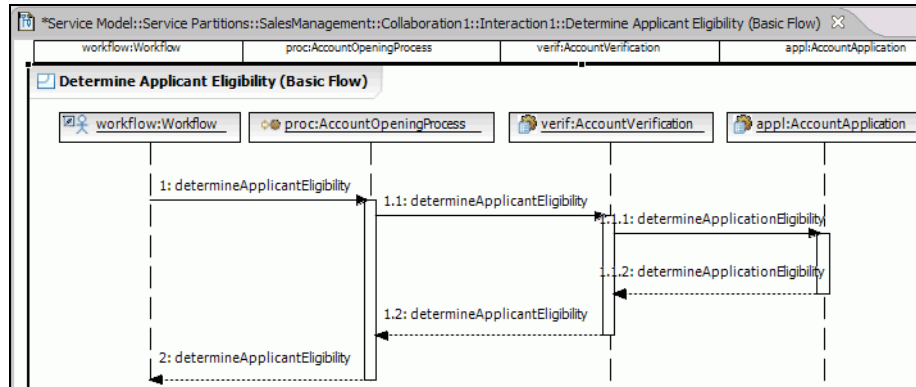 *Service Model::Service Partitions::SalesManagement::Collaboration1::Interaction1::Determine Applicant Eligibility (Basic Flow)
workflow:Workflow proc:AccountOpeningProcess verif:AccountVerification appl:AccountApplication
Determine Applicant Eligibility (Basic Flow)
workflow:Workflow proc:AccountOpeningProcess verif:AccountVerification appl:AccountApplication
1: determineApplicantEligibility
1.1: determineApplicantEligibility
1.1.1: determineApplicationEligibility
1.1.2: determineApplicationEligibility
1.2: determineApplicantEligibility
2: determineApplicantEligibility